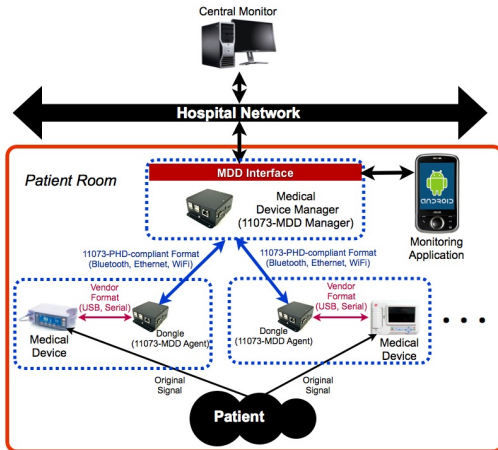 Central Monitor
Hospital Network
MDD Interface
Patient Room
Medical
Device Manager
(11073-MDD Manager)
ANDROID
Monitoring
Application
11073-PHD-compliant Format
(Bluetooth, Ethernet, WiFi)
11073-PHD-compliant Format
(Bluetooth, Ethernet, WiFi)
Vendor
Format
(USB, Serial)
Medical
Device
Dongle
(11073-MDD Agent)
Vendor
Format
(USB, Serial)
Dongle
(11073-MDD Agent)
Medical
Device
Original
Signal
Original
Signal
Patient